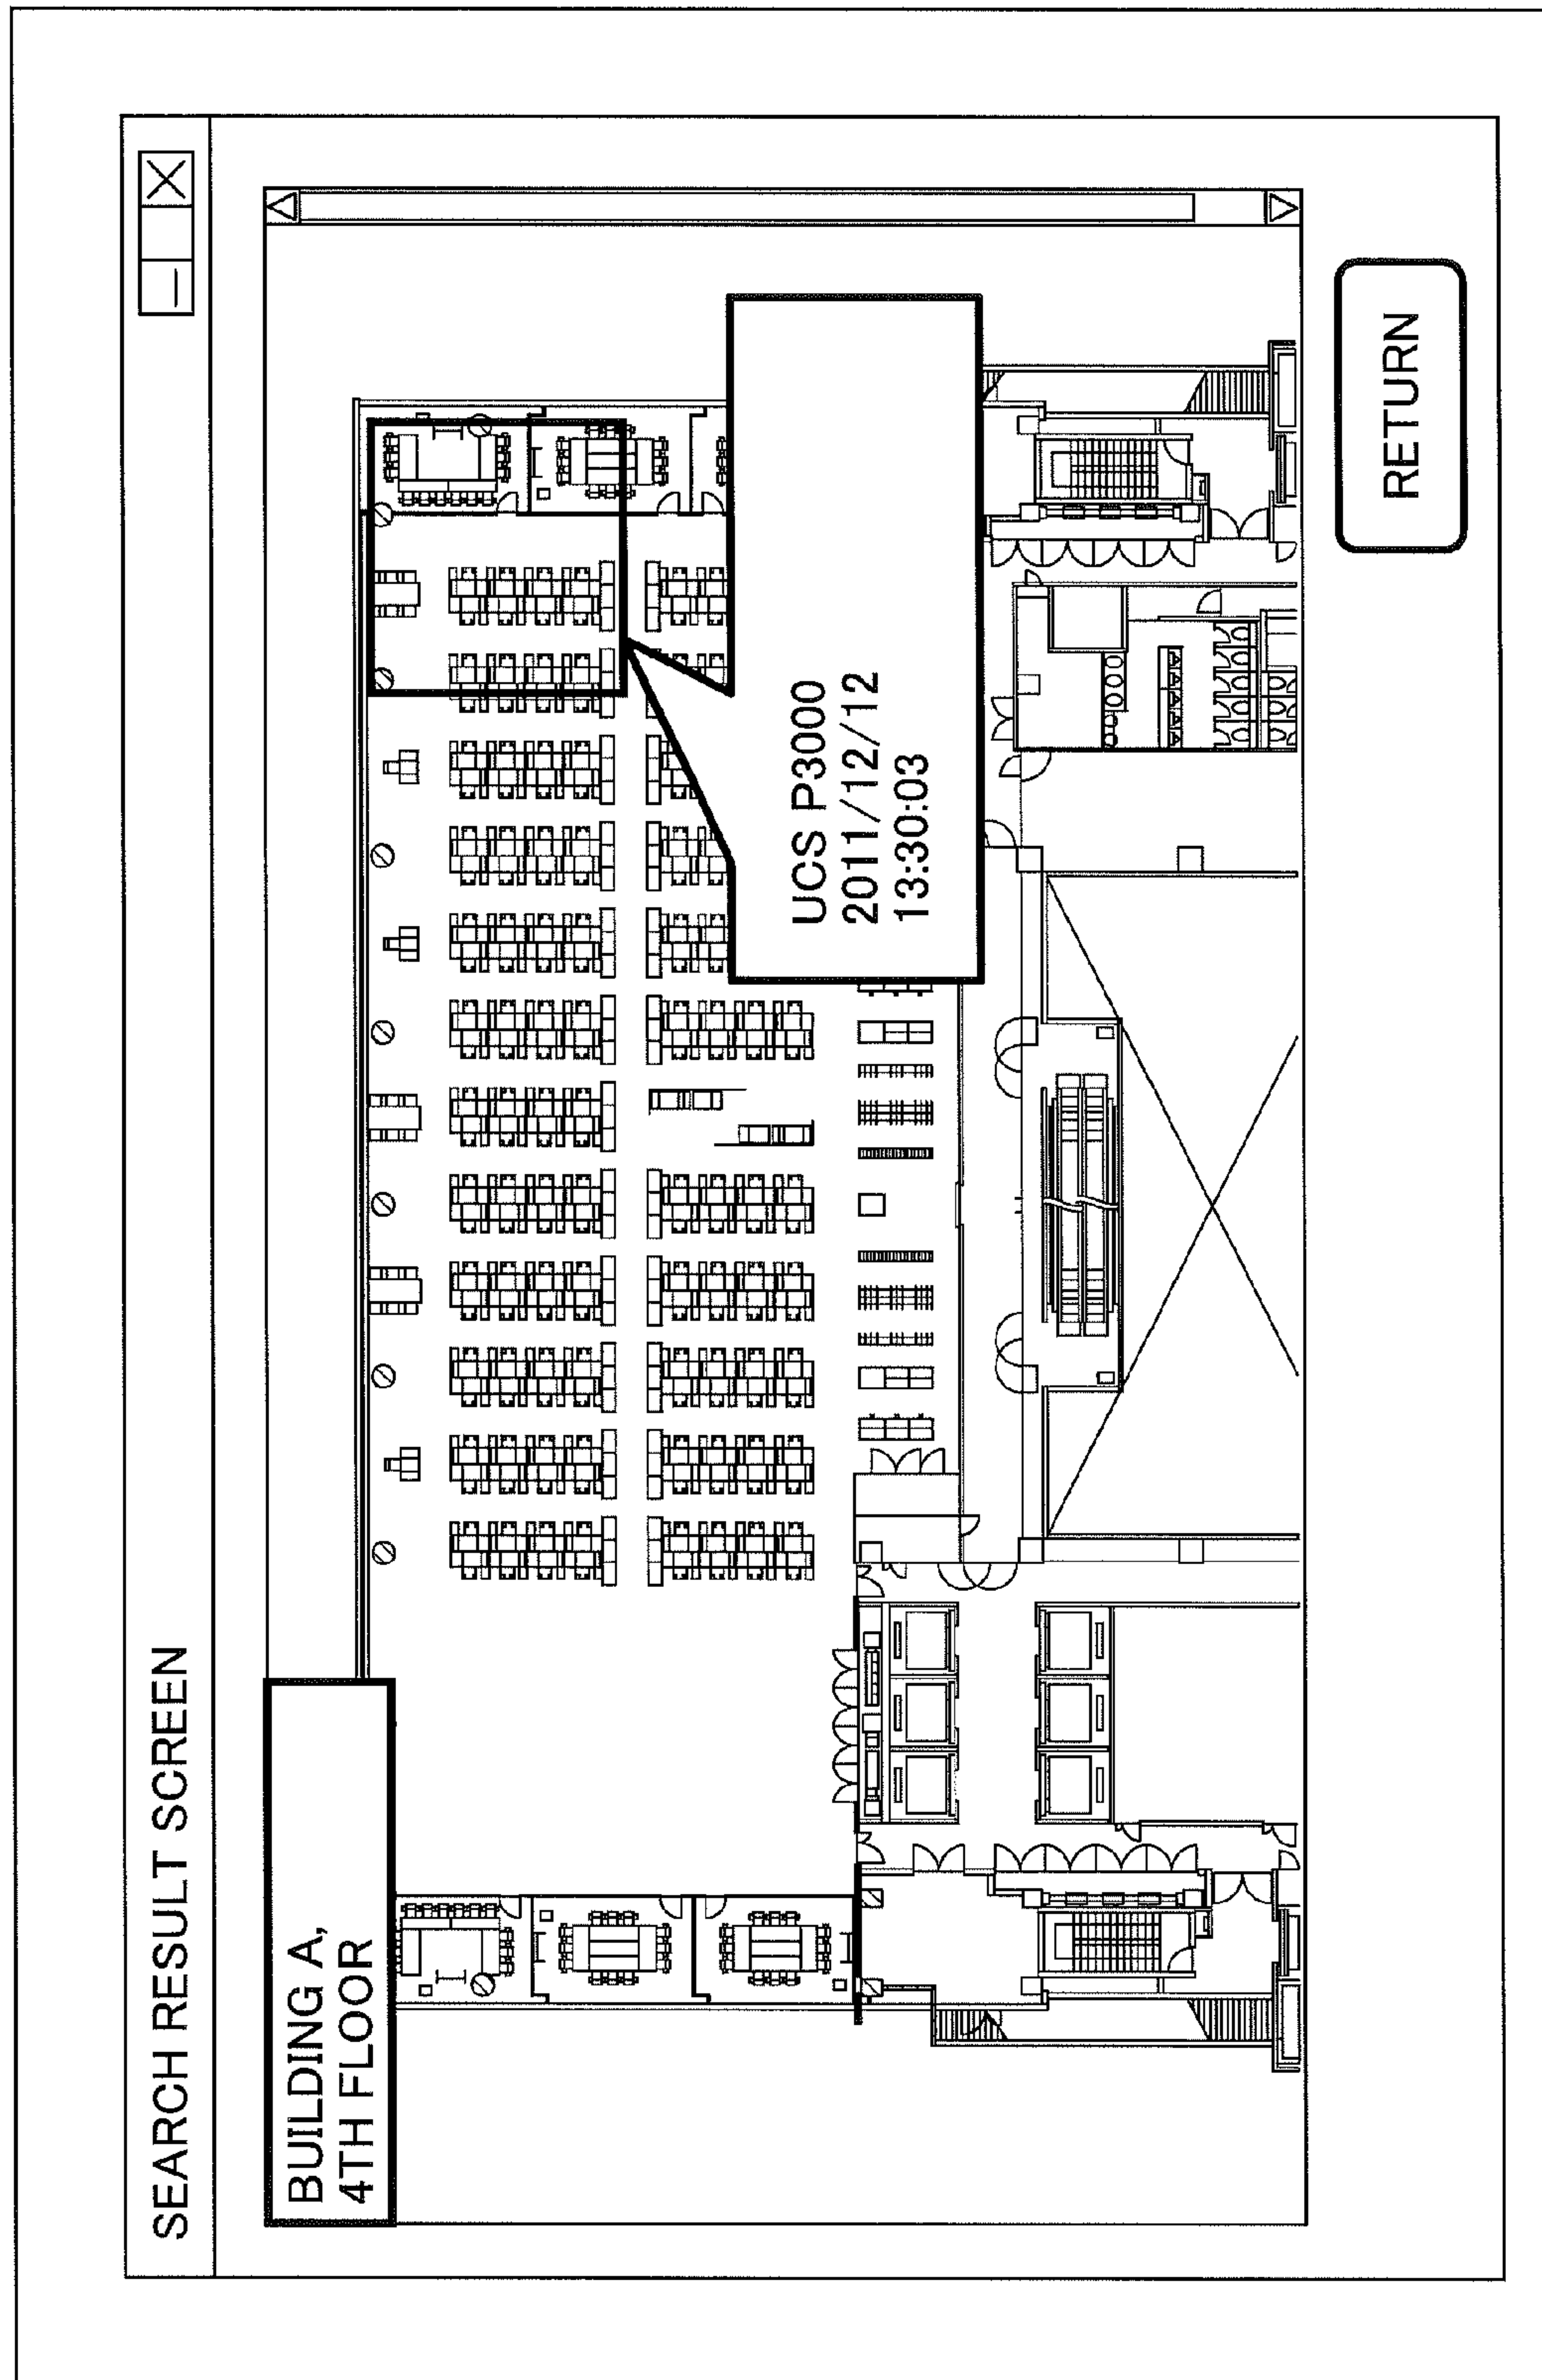 SEARCH RESULT SCREEN
BUILDING A,
4TH FLOOR
UCS P3000
2011/12/12
13:30:03
RETURN